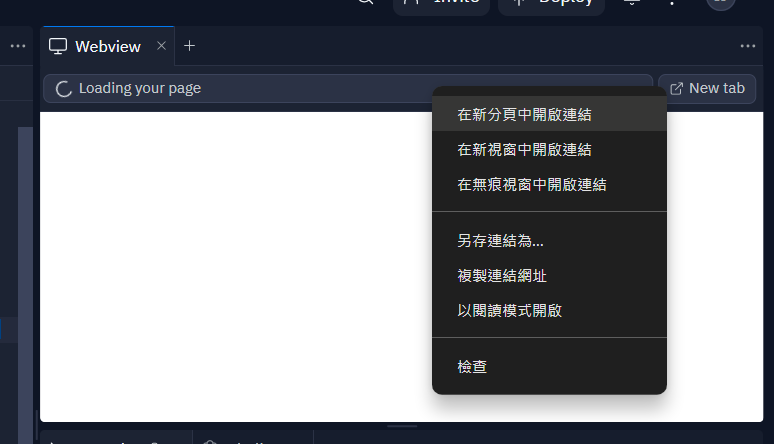 Invite
Deploy
Webview
Loading your page
New tab
在新分頁中開啟連結
在新視窗中開啟連結
在無痕視窗中開啟連結
另存連結為...
複製連結網址
以閱讀模式開啟
檢查